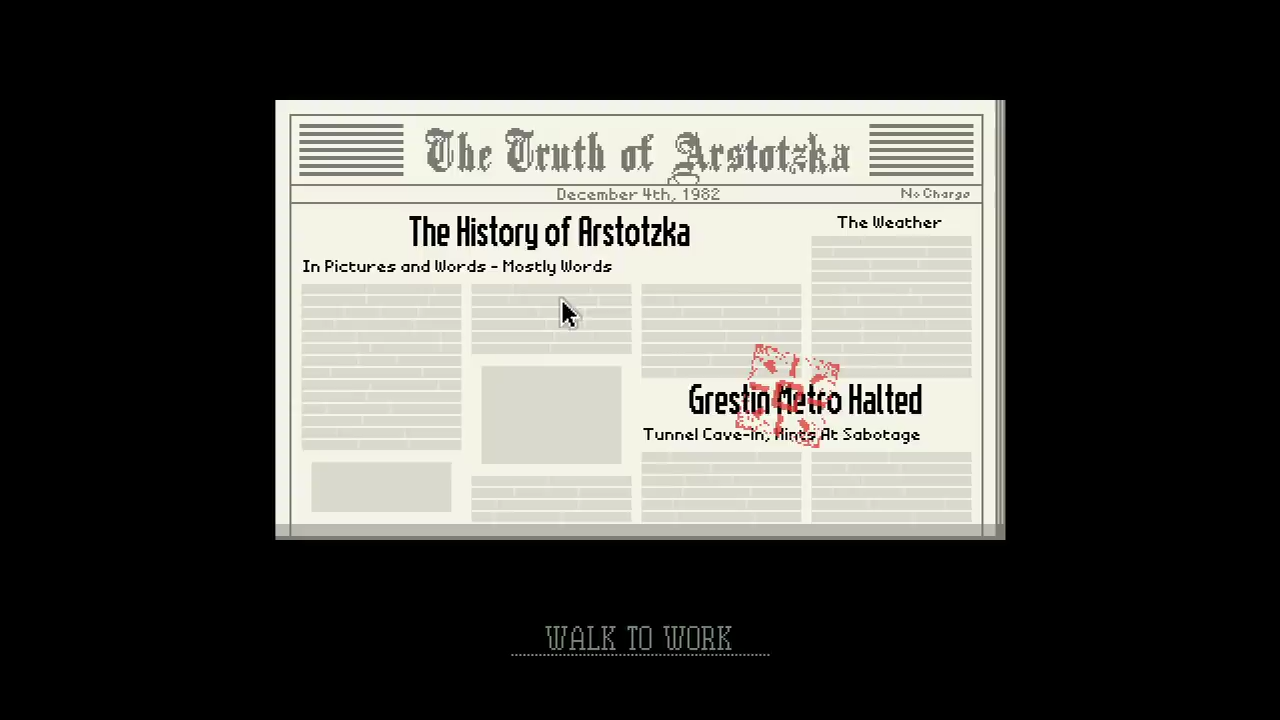 The Truth of Arstotzka
December 4th, 1982
No Charge
The History of Arstotzka
In Pictures and Words - Mostly Words
The Weather
Grestin Metro Halted
Tunnel Cave-in, Hints At Sabotage
WALK TO WORK